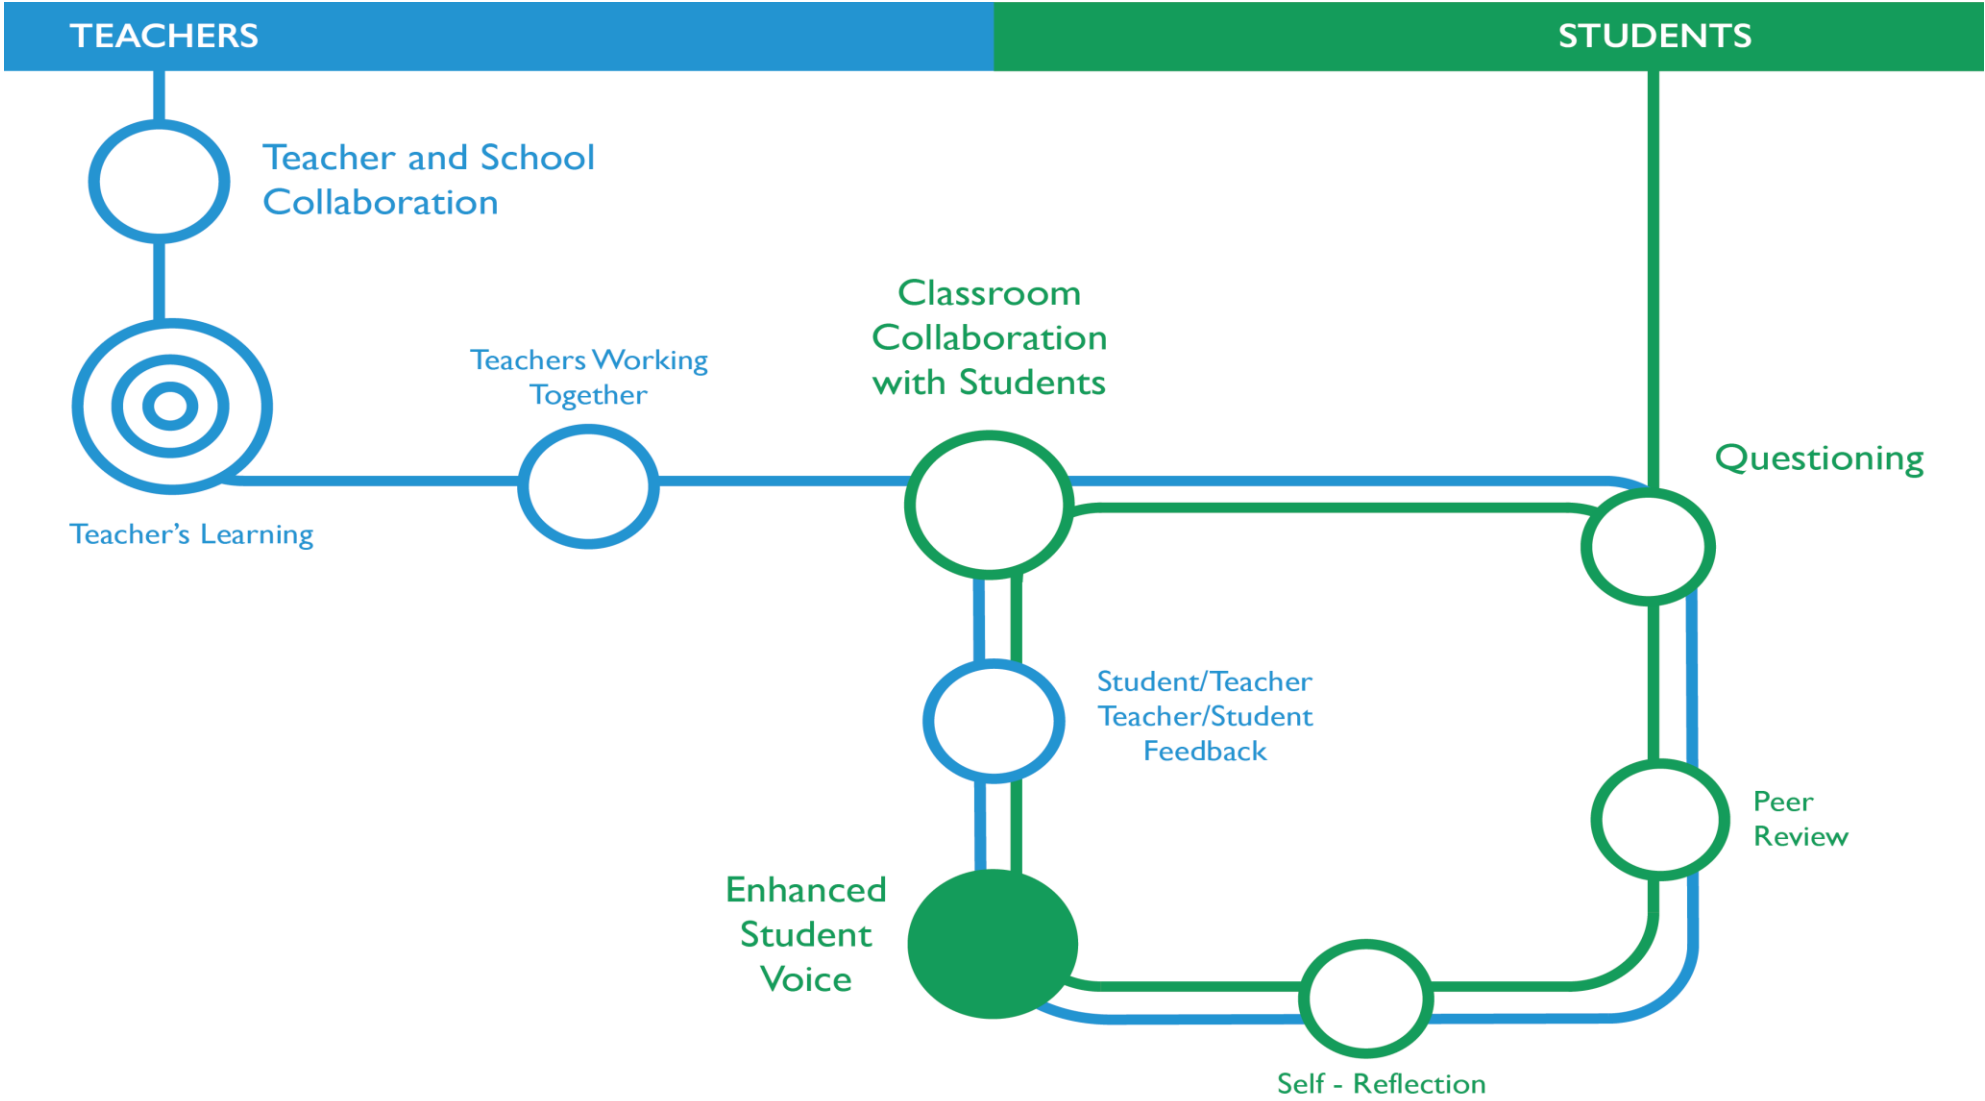 TEACHERS
STUDENTS
Teacher and School
Collaboration
Classroom
Collaboration
with Students
Teachers Working
Together
Questioning
Teacher’s Learning
Student/Teacher
Teacher/Student
Feedback
Peer
Review
Enhanced
Student
Voice
Self - Reflection